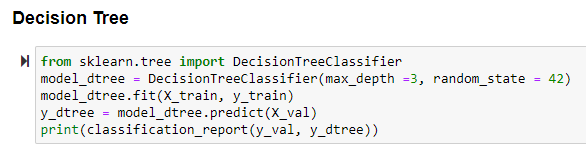 Decision Tree
from sklearn.tree import DecisionTreeClassifier
model_dtree = DecisionTreeClassifier(max_depth =3, random_state = 42)
model_dtree.fit(X_train, y_train)
y_dtree = model_dtree.predict(X_val)
print(classification_report(y_val, y_dtree))